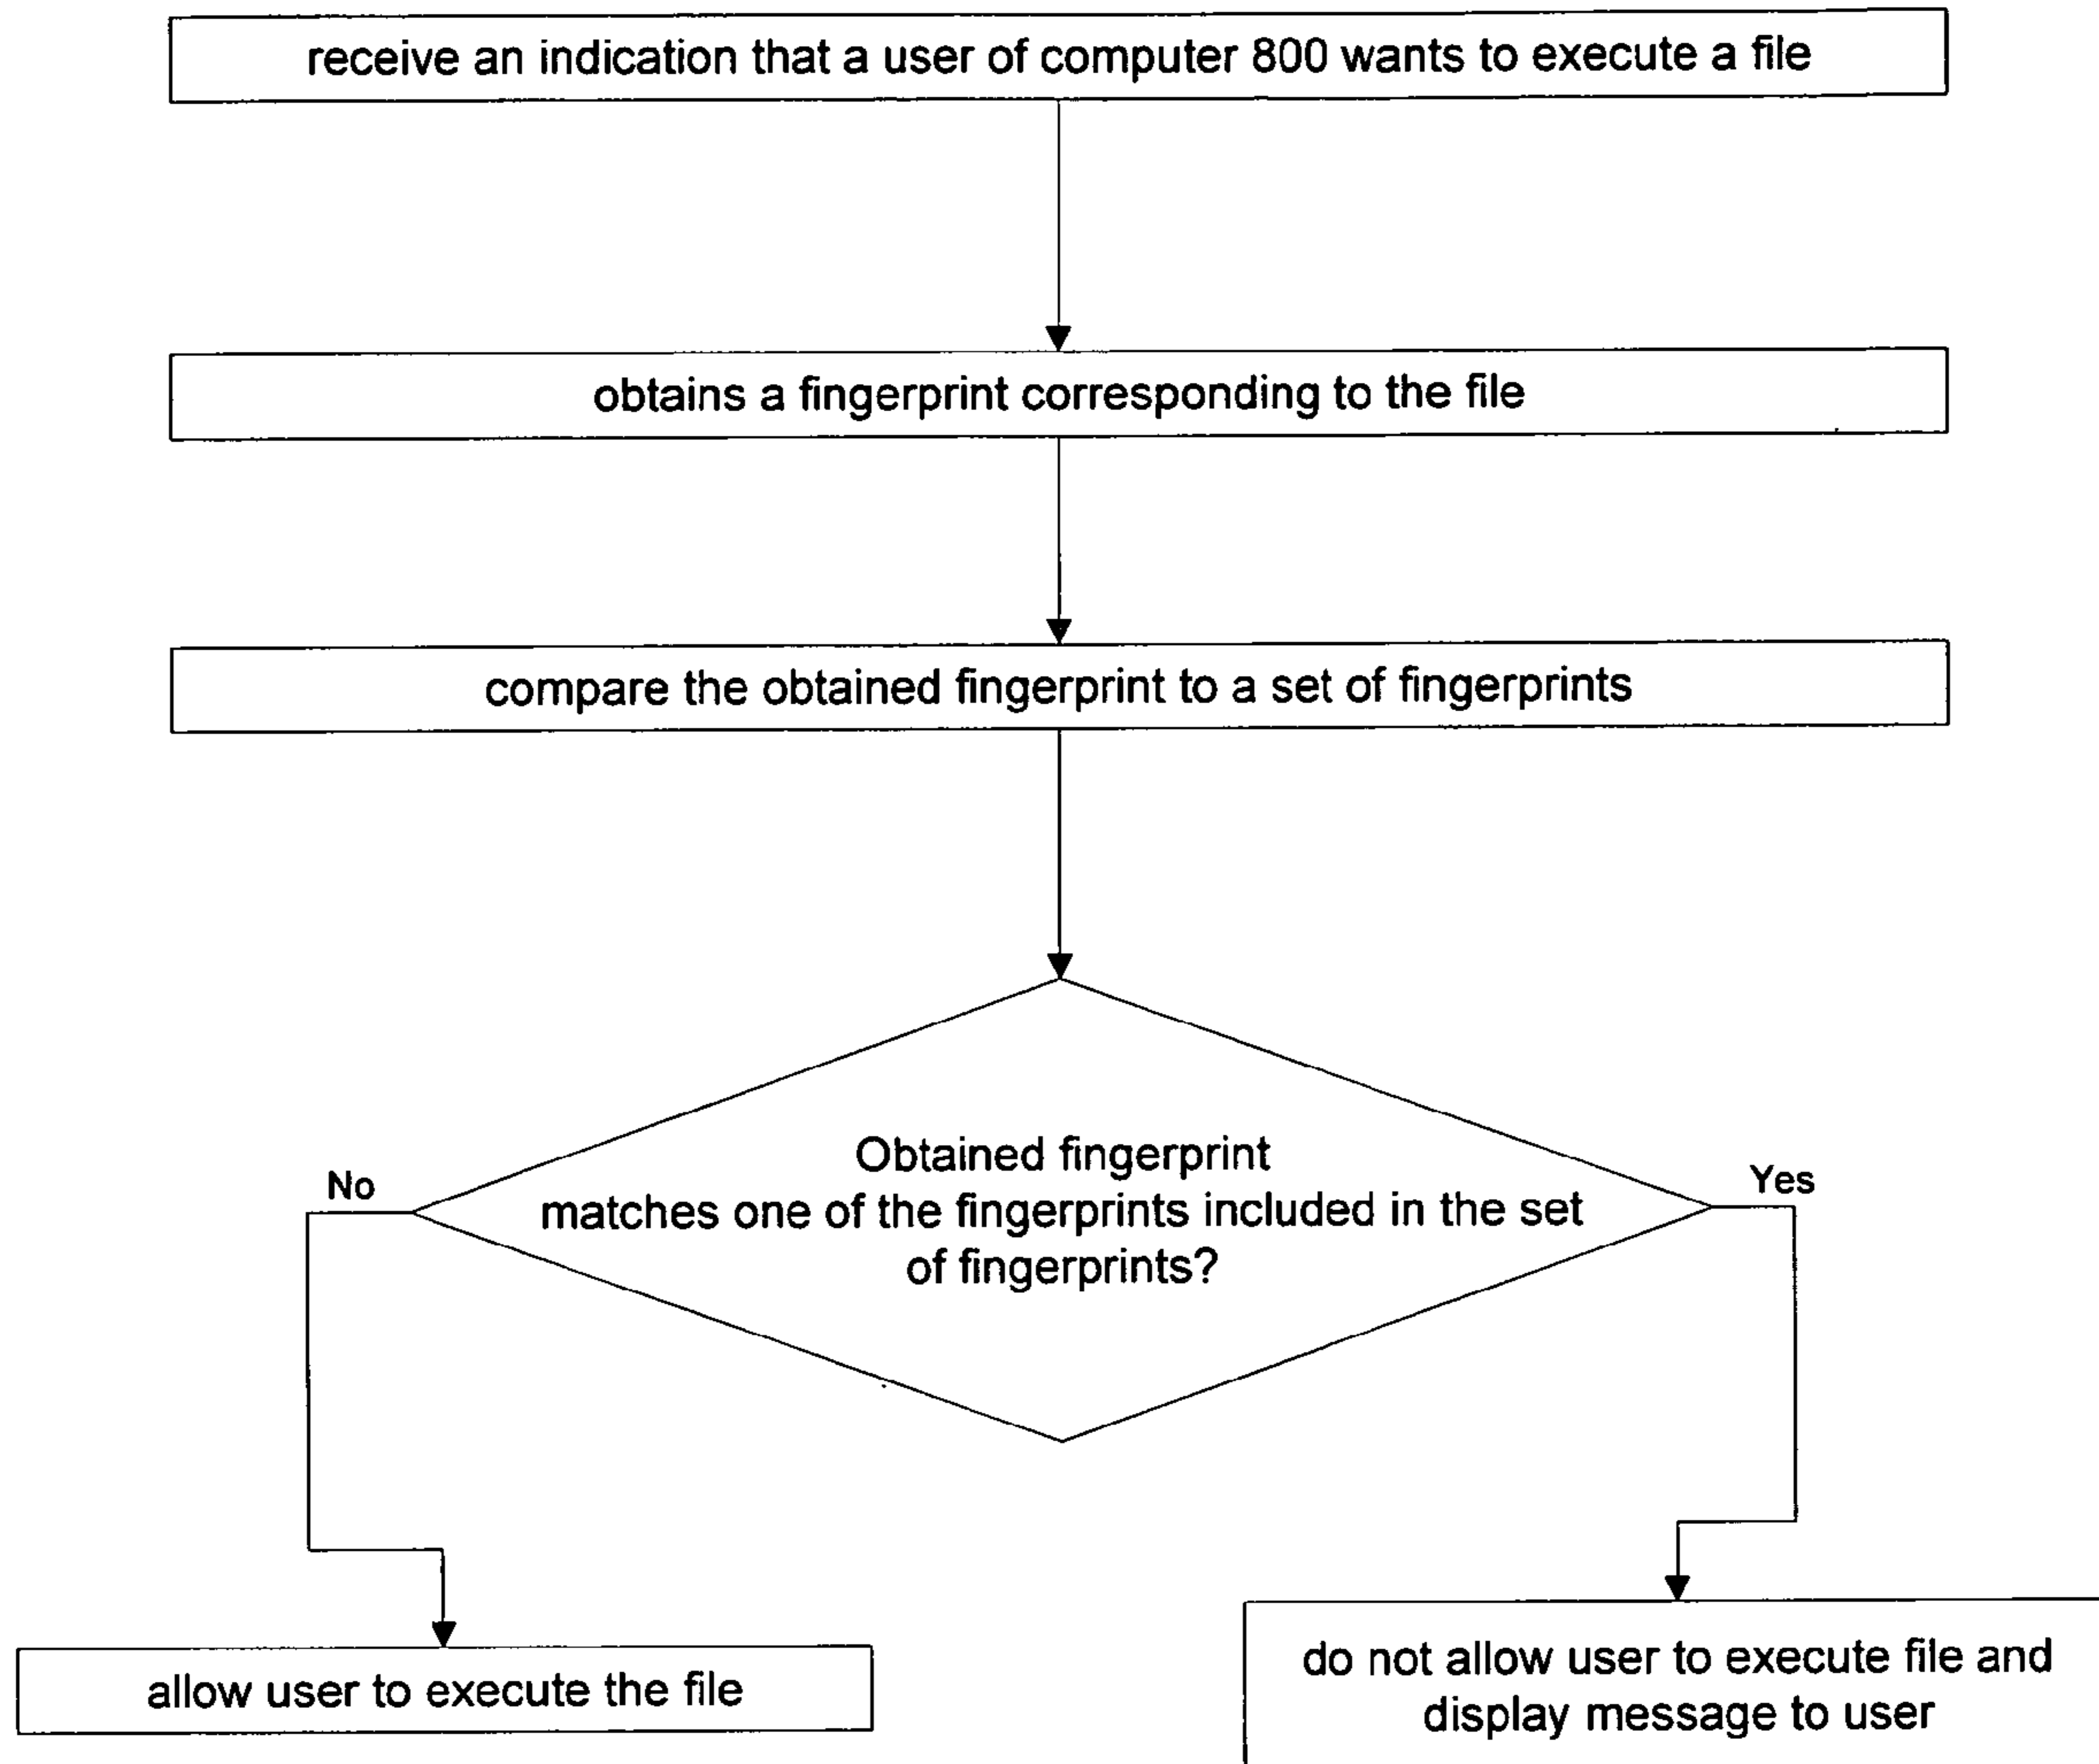 receive an indication that a user of computer 800 wants to execute a file
obtains a fingerprint corresponding to the file
compare the obtained fingerprint to a set of fingerprints
Obtained fingerprint
matches one of the fingerprints included in the set
of fingerprints?
No
Yes
allow user to execute the file
do not allow user to execute file and
display message to user